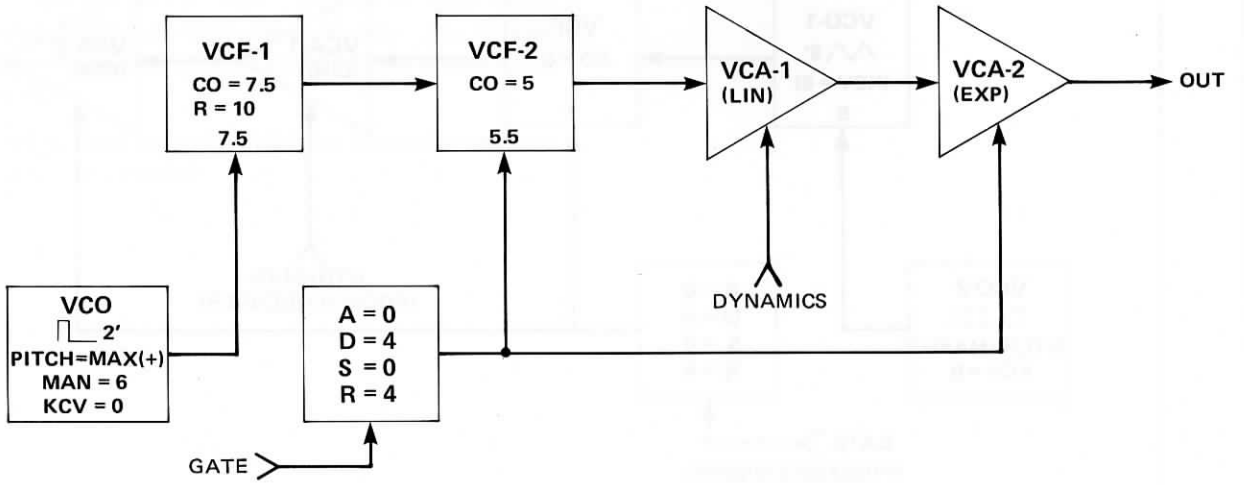 VCF-1
CO = 7.5
R = 10
7.5
VCF-2
CO = 5
5.5
VCA-1
(LIN)
VCA-2
(EXP)
OUT
VCO
2'
PITCH=MAX(+)
MAN = 6
KCV = 0
A = 0
D = 4
S = 0
R = 4
DYNAMICS
GATE